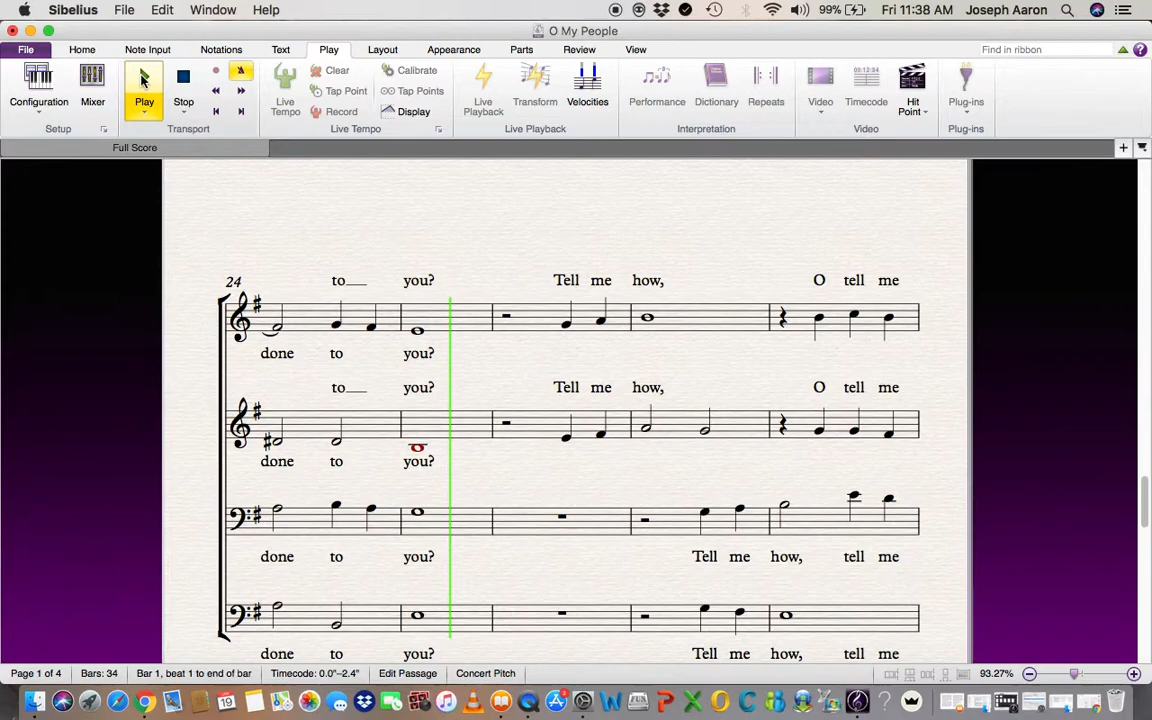 Sibelius File Edit Window Help 99% Fri 11:38 AM Joseph Aaron
O My People
File Home Note Input Notations Text Play Layout Appearance Parts Review View Find in ribbon
Clear Calibrate
Tap Point Tap Points
Configuration Mixer Play Stop Live Tempo Record Display Live Playback Transform Velocities Performance Dictionary Repeats Video Timecode Hit Point Plug-ins
Setup Transport Live Tempo Live Playback Interpretation Video Plug-ins
Full Score
24 to__ you? Tell me how, O tell me
done to you?
to__ you? Tell me how, O tell me
done to you?
done to you? Tell me how, tell me
done to you? Tell me how, tell me
Page 1 of 4 Bars: 34 Bar 1, beat 1 to end of bar Timecode: 0.0"–2.4" Edit Passage Concert Pitch 93.27%